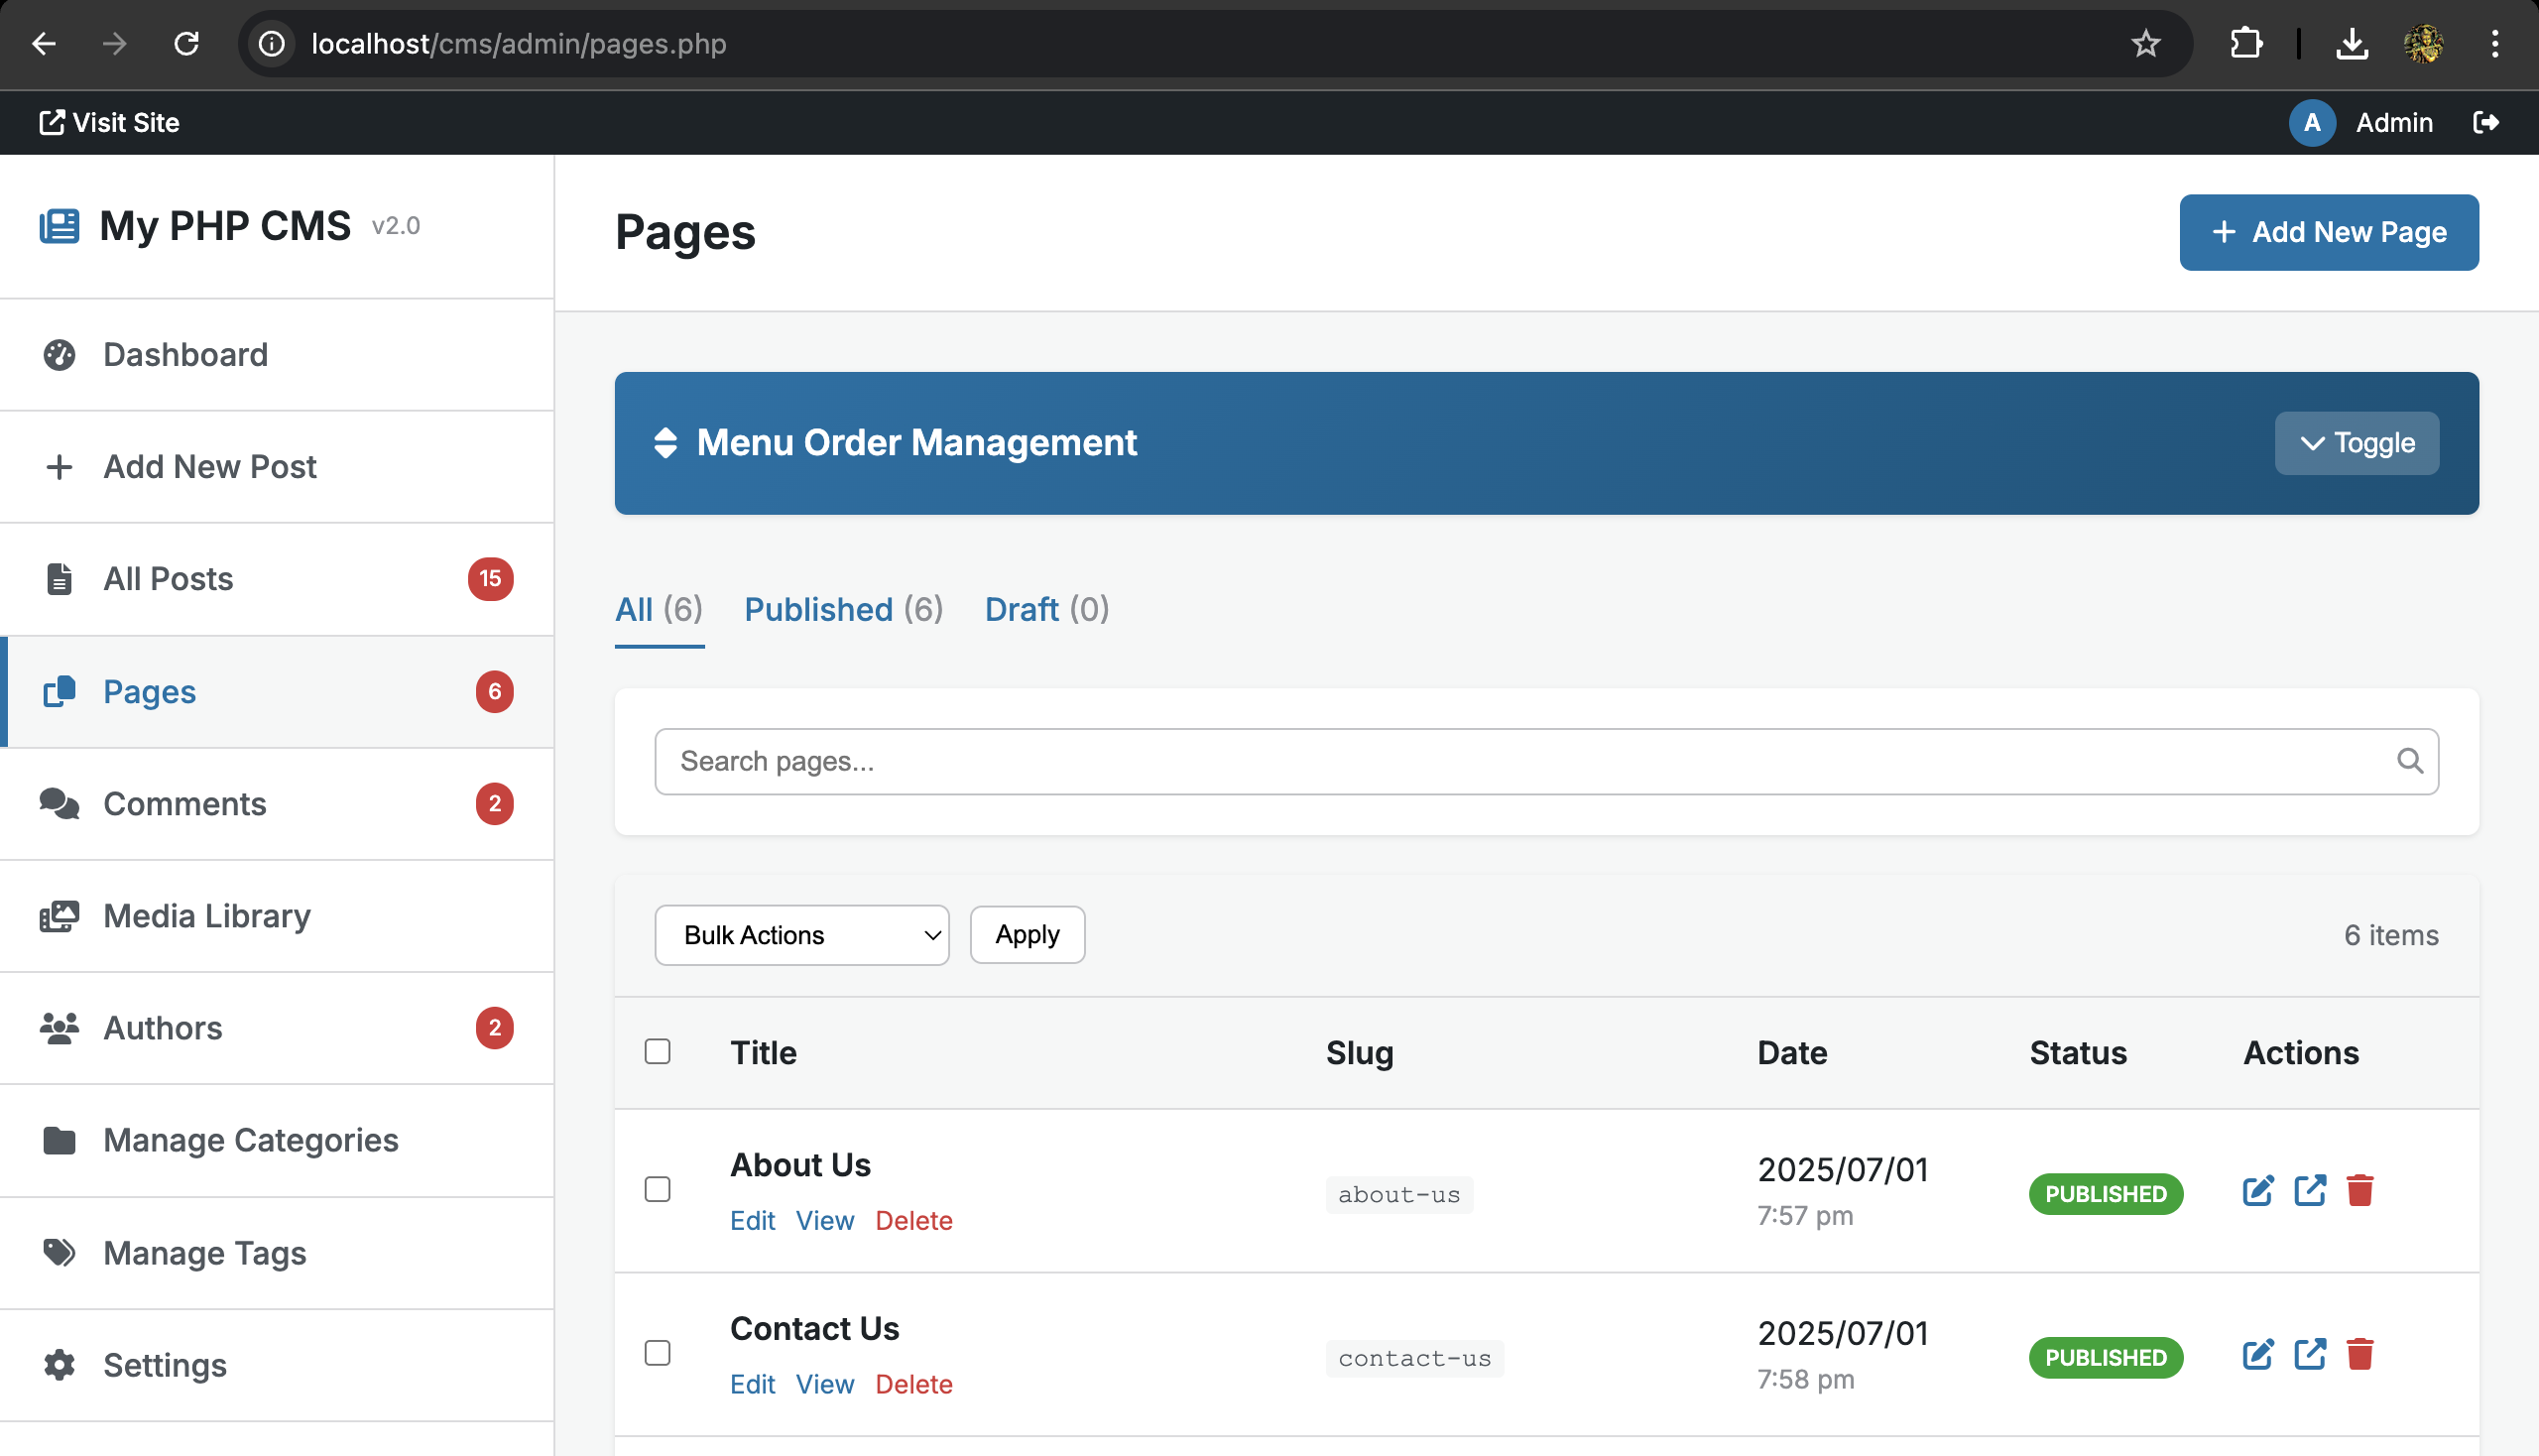 localhost/cms/admin/pages.php
Visit Site
A Admin
My PHP CMS v2.0
Dashboard
Add New Post
All Posts 15
Pages 6
Comments 2
Media Library
Authors 2
Manage Categories
Manage Tags
Settings
Pages
+ Add New Page
Menu Order Management
Toggle
All (6) Published (6) Draft (0)
Search pages...
Bulk Actions Apply 6 items
Title Slug Date Status Actions
About Us
Edit View Delete
about-us
2025/07/01
7:57 pm
PUBLISHED
Contact Us
Edit View Delete
contact-us
2025/07/01
7:58 pm
PUBLISHED